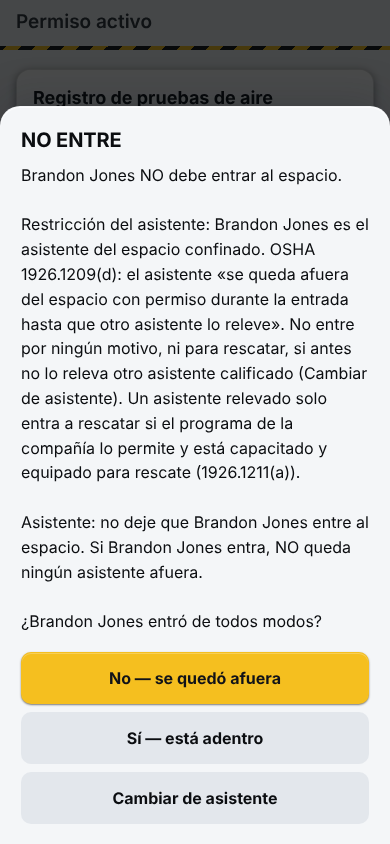 Permiso activo
Registro de pruebas de aire
NO ENTRE
Brandon Jones NO debe entrar al espacio.
Restricción del asistente: Brandon Jones es el
asistente del espacio confinado. OSHA
1926.1209(d): el asistente «se queda afuera
del espacio con permiso durante la entrada
hasta que otro asistente lo releve». No entre
por ningún motivo, ni para rescatar, si antes
no lo releva otro asistente calificado (Cambiar
de asistente). Un asistente relevado solo
entra a rescatar si el programa de la
compañía lo permite y está capacitado y
equipado para rescate (1926.1211(a)).
Asistente: no deje que Brandon Jones entre al
espacio. Si Brandon Jones entra, NO queda
ningún asistente afuera.
¿Brandon Jones entró de todos modos?
No — se quedó afuera
Sí — está adentro
Cambiar de asistente